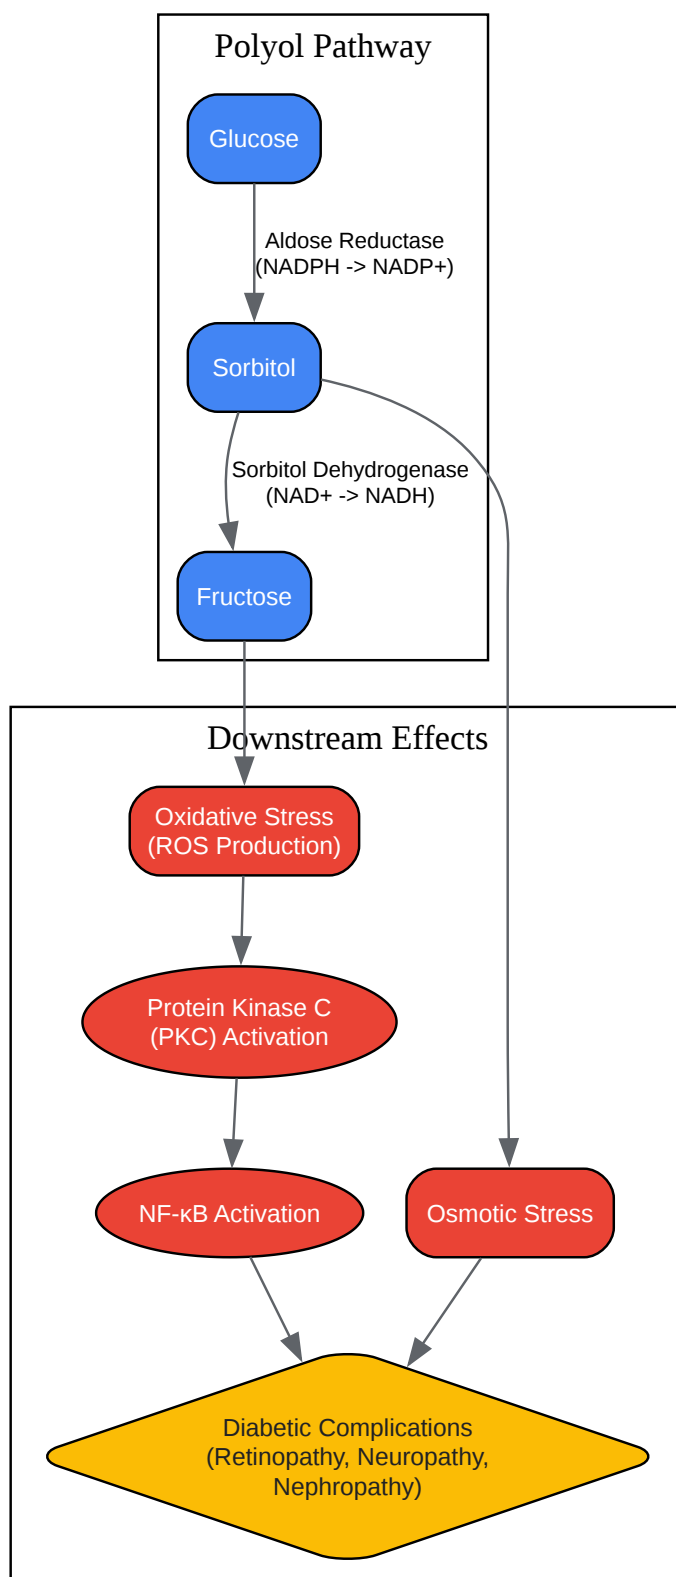 Polyol Pathway
Glucose
Aldose Reductase
(NADPH -> NADP+)
Sorbitol
Sorbitol Dehydrogenase
(NAD+ -> NADH)
Fructose
Downstream Effects
Oxidative Stress
(ROS Production)
Protein Kinase C
(PKC) Activation
NF-κB Activation
Osmotic Stress
Diabetic Complications
(Retinopathy, Neuropathy,
Nephropathy)